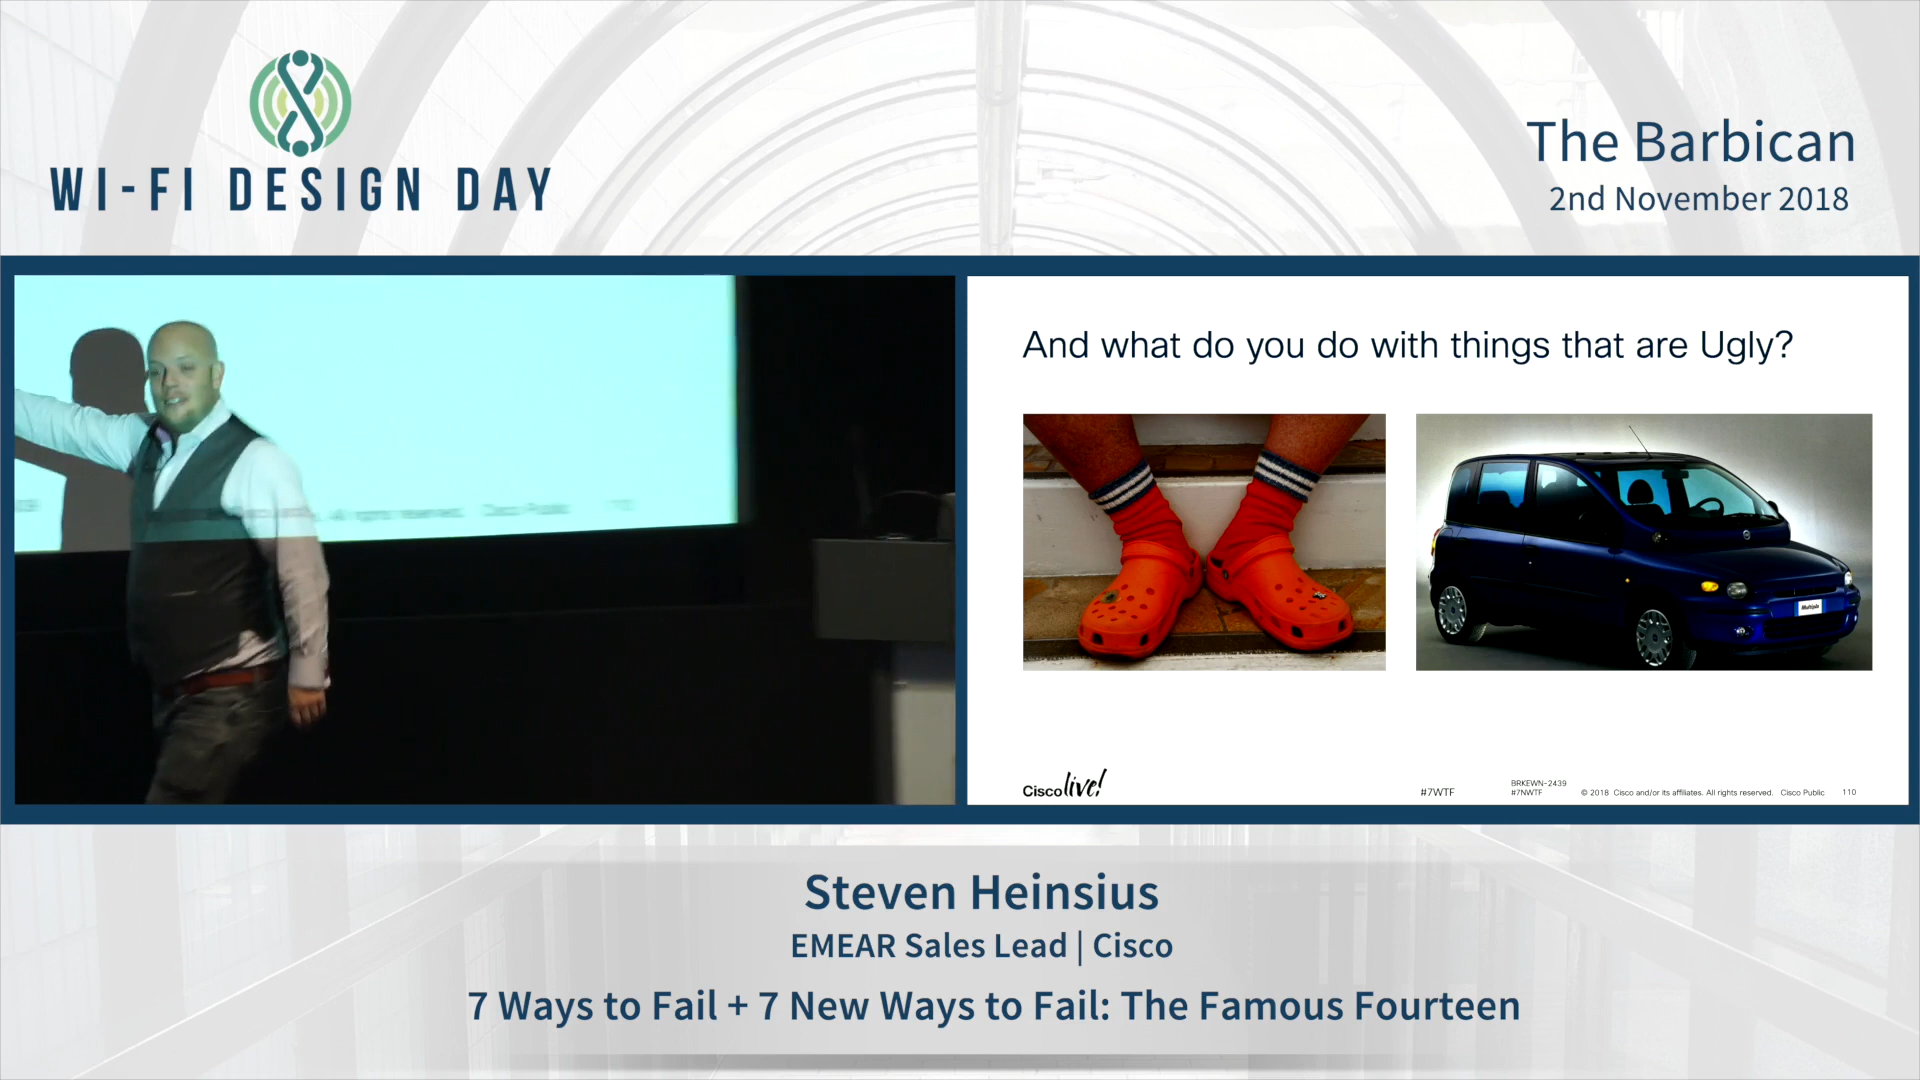 WI-FI DESIGN DAY
The Barbican
2nd November 2018
And what do you do with things that are Ugly?
Multipla
Cisco live!
#7WTF
BRKEWN-2439
#7NWTF
© 2018 Cisco and/or its affiliates. All rights reserved. Cisco Public 110
Steven Heinsius
EMEAR Sales Lead | Cisco
7 Ways to Fail + 7 New Ways to Fail: The Famous Fourteen